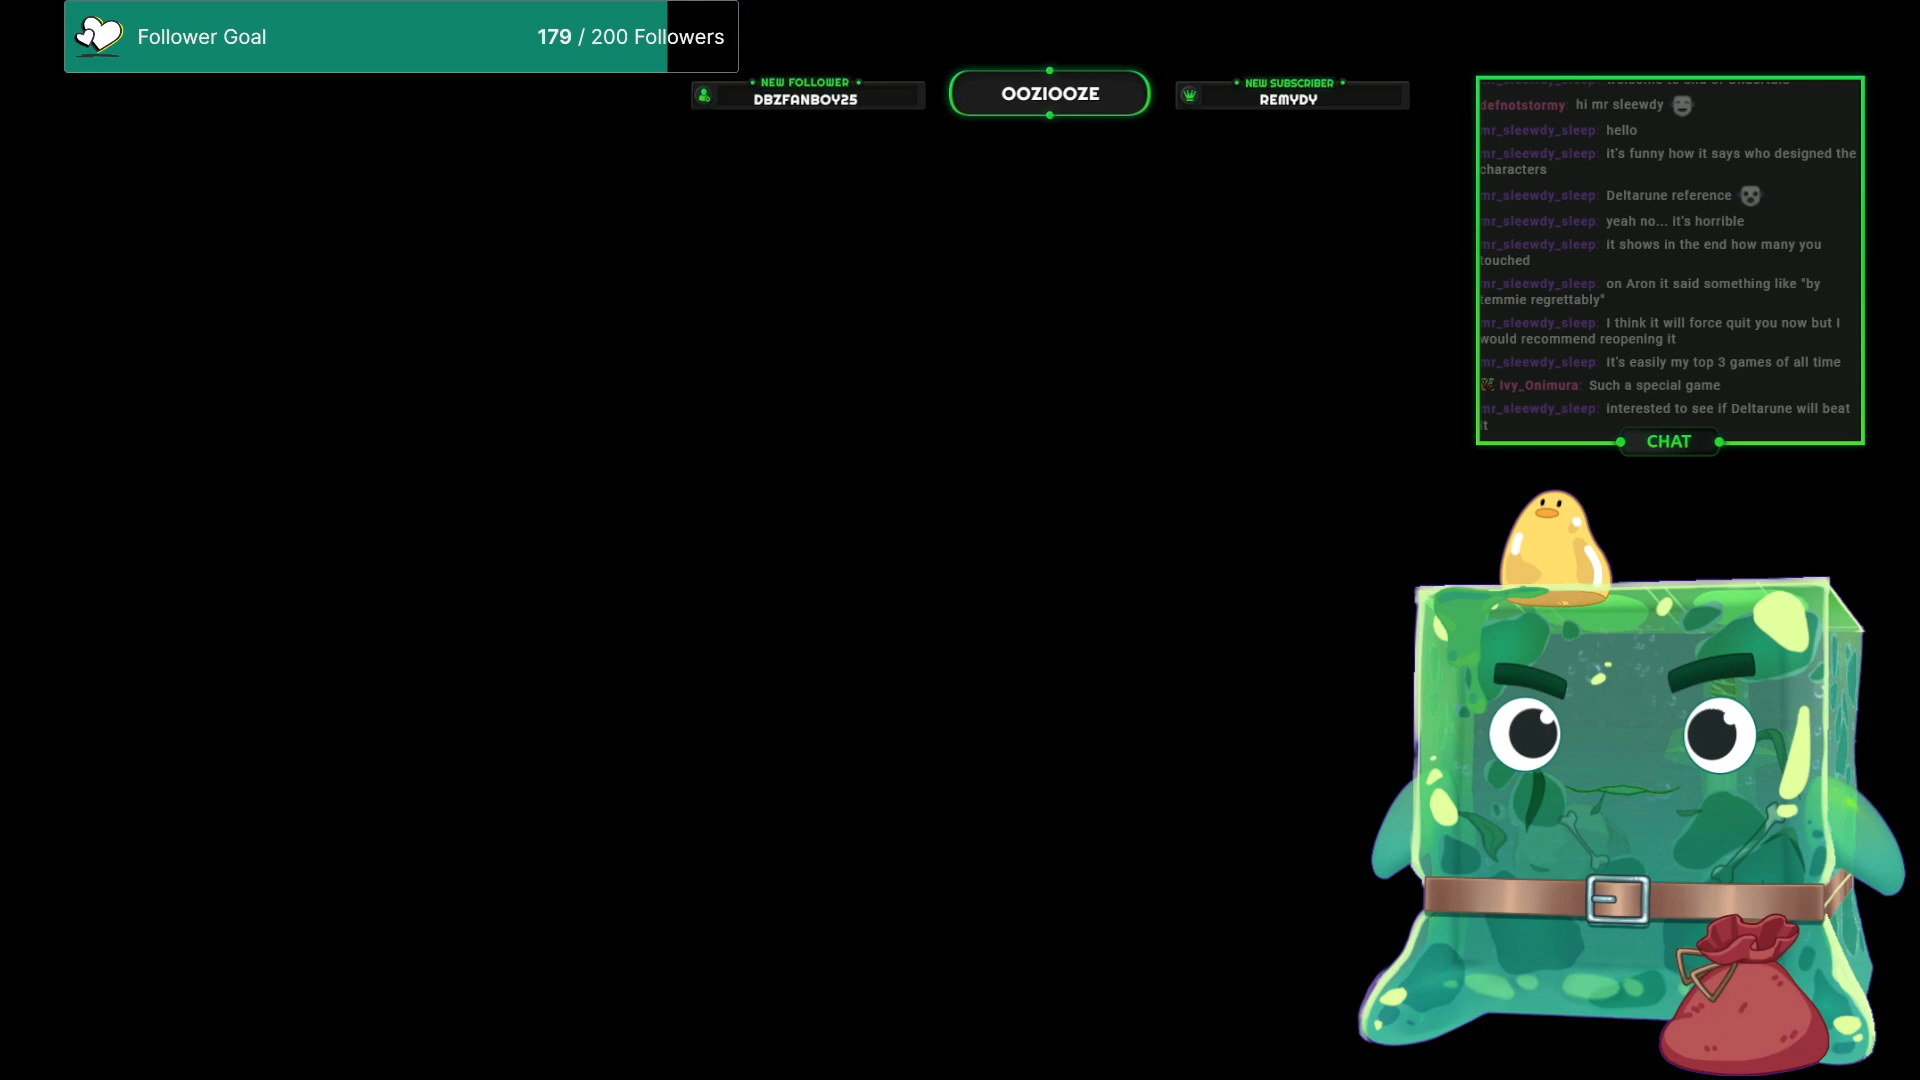 Follower Goal
179 / 200 Followers
NEW FOLLOWER
DBZFANBOY25
OOZIOOZE
NEW SUBSCRIBER
REMYDY
defnotstormy: hi mr sleewdy
mr_sleewdy_sleep: hello
mr_sleewdy_sleep: it's funny how it says who designed the
characters
mr_sleewdy_sleep: Deltarune reference
mr_sleewdy_sleep: yeah no... it's horrible
mr_sleewdy_sleep: it shows in the end how many you
touched
mr_sleewdy_sleep: on Aron it said something like "by
temmie regrettably"
mr_sleewdy_sleep: I think it will force quit you now but I
would recommend reopening it
mr_sleewdy_sleep: It's easily my top 3 games of all time
Ivy_Onimura: Such a special game
mr_sleewdy_sleep: interested to see if Deltarune will beat
it
CHAT